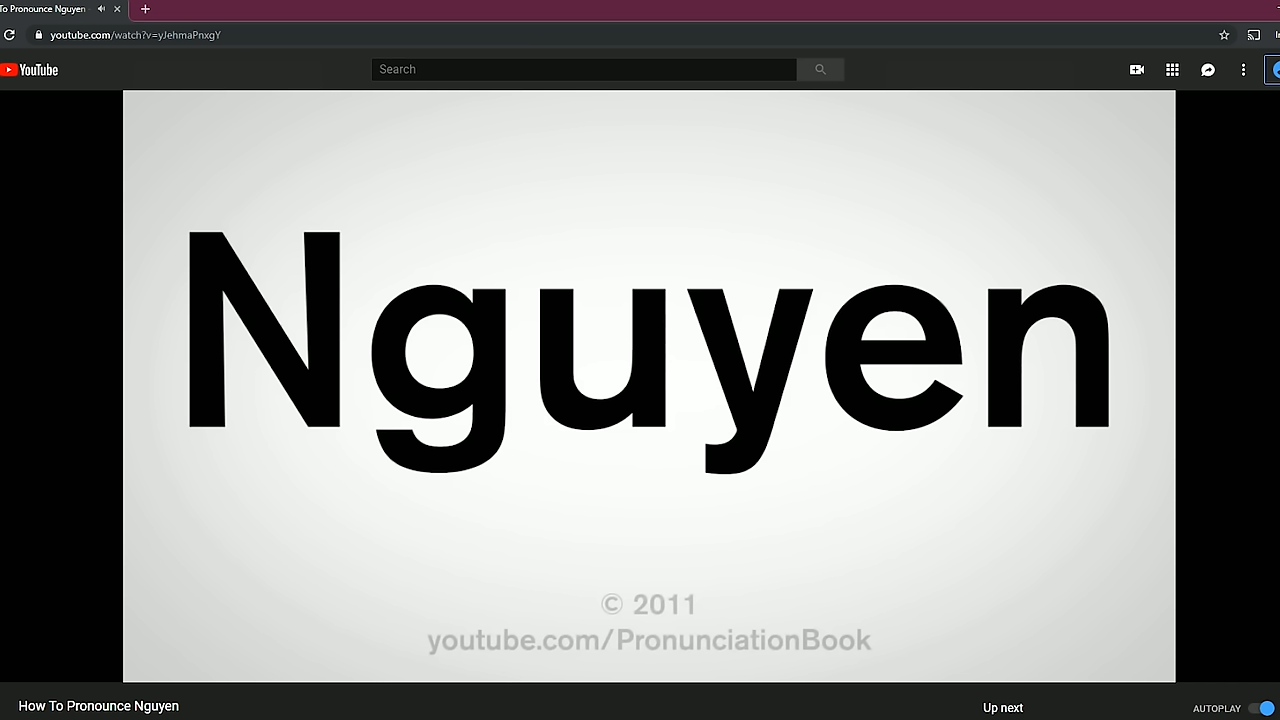 To Pronounce Nguyen
youtube.com/watch?v=yJehmaPnxgY
YouTube
Search
Nguyen
© 2011
youtube.com/PronunciationBook
How To Pronounce Nguyen
Up next
AUTOPLAY